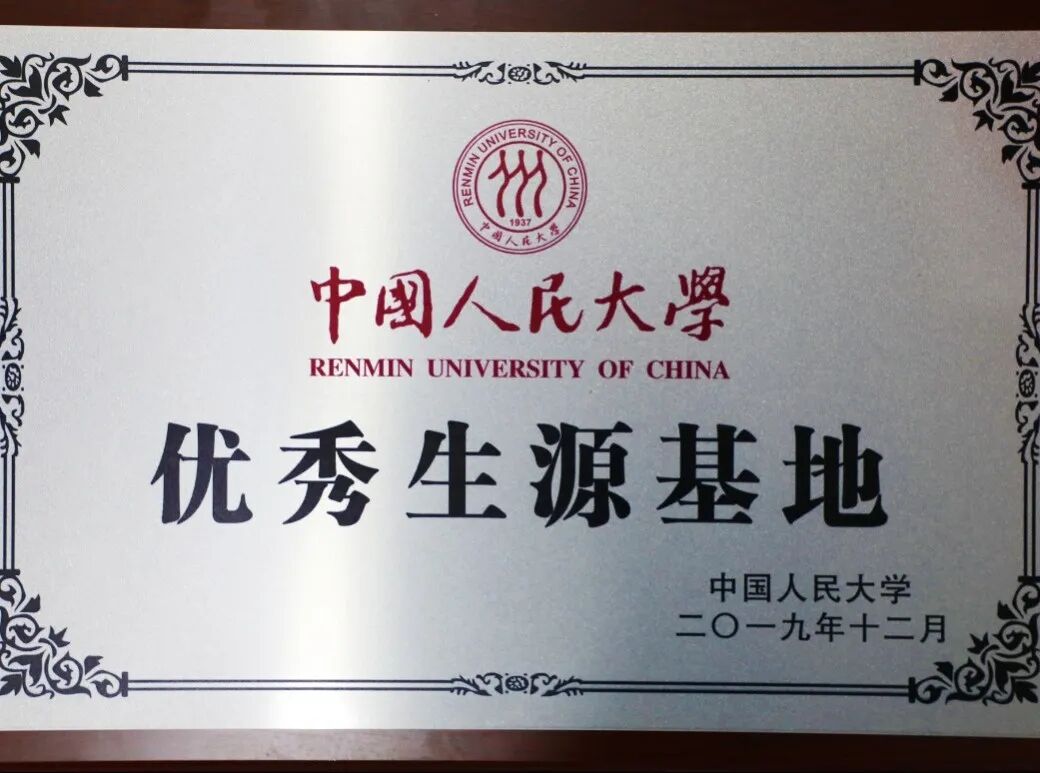 RENMIN UNIVERSITY OF CHINA
1937
中国人民大学
中國人民大學
RENMIN UNIVERSITY OF CHINA
优秀生源基地
中国人民大学
二〇一九年十二月